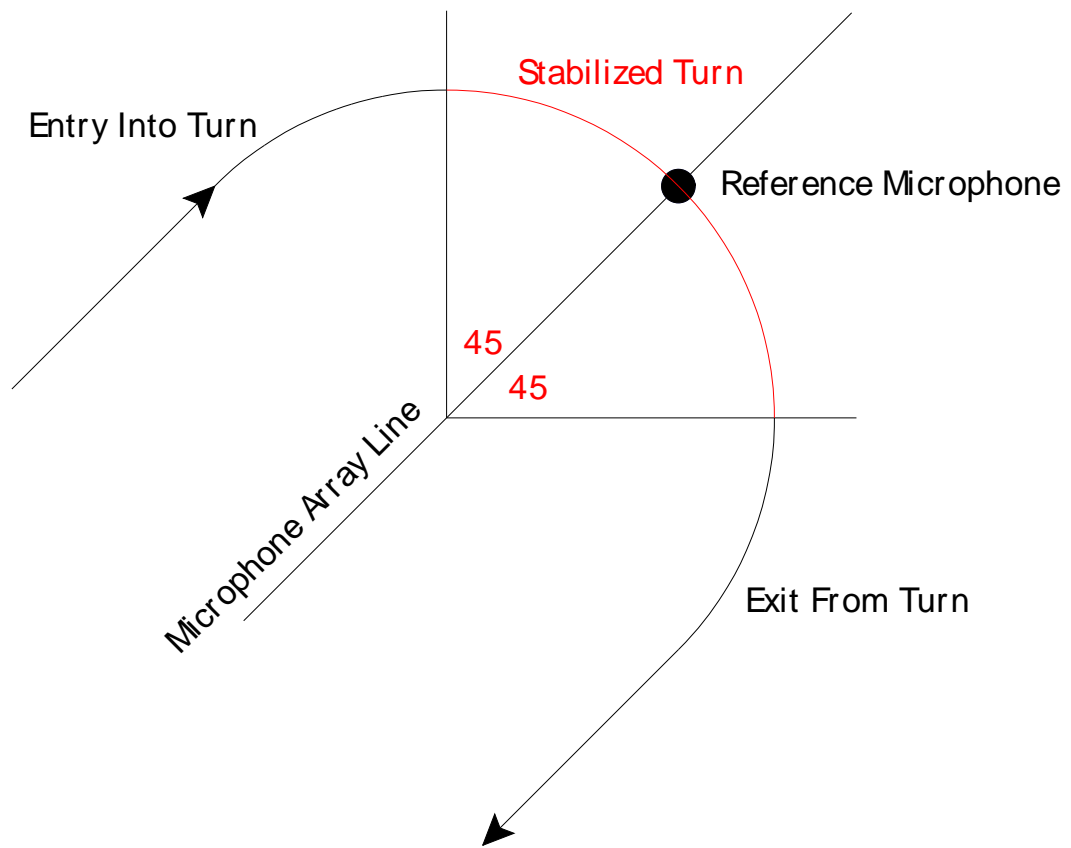 Stabilized Turn
Entry Into Turn
Reference Microphone
45
45
Microphone Array Line
Exit From Turn